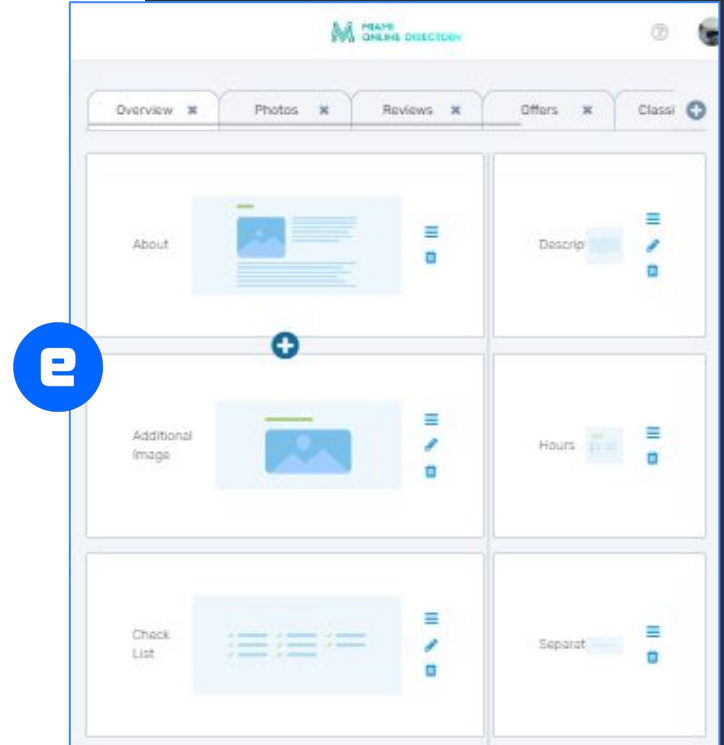 MIAMI
ONLINE DIRECTORY
?
Overview
Photos
Reviews
Offers
Classi
About
Descrip
e
Additional
Image
Hours
Check
List
Separat